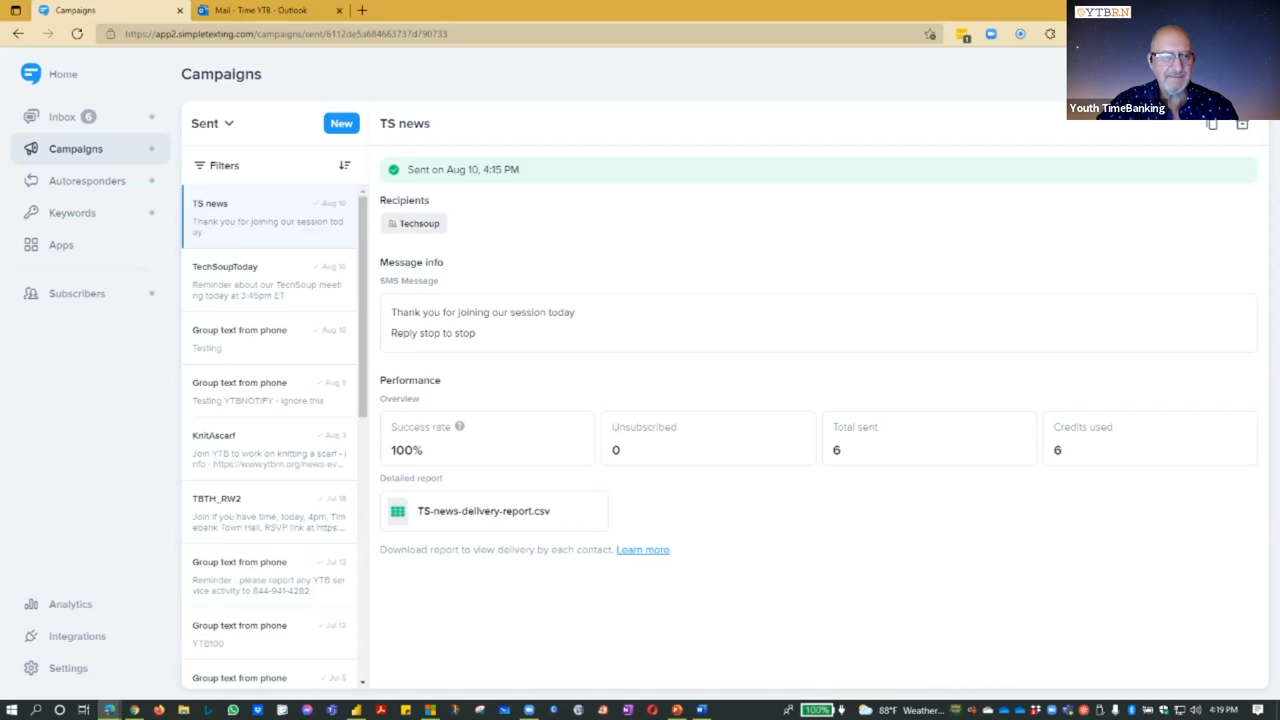 Campaigns
Mail - Time YTB - Outlook
https://app2.simpletexting.com/campaigns/sent/6112de5a684663737d790733
YTBRN
Youth TimeBanking
Home
Inbox 6
Campaigns
Autoresponders
Keywords
Apps
Subscribers
Analytics
Integrations
Settings
Campaigns
Sent
New
Filters
TS news Aug 10
Thank you for joining our session tod
ay
TechSoupToday Aug 10
Reminder about our TechSoup meeti
ng today at 3:45pm ET
Group text from phone Aug 10
Testing
Group text from phone Aug 9
Testing YTBNOTIFY - ignore this
KnitAscarf Aug 3
Join YTB to work on knitting a scarf - i
nfo - https://www.ytbrn.org/news-ev...
TBTH_RW2 Jul 18
Join if you have time, today, 4pm, Tim
ebank Town Hall, RSVP link at https:...
Group text from phone Jul 12
Reminder - please report any YTB ser
vice activity to 844-941-4282
Group text from phone Jul 12
YTB100
Group text from phone Jul 5
TS news
Sent on Aug 10, 4:15 PM
Recipients
Techsoup
Message info
SMS Message
Thank you for joining our session today
Reply stop to stop
Performance
Overview
Success rate
100%
Unsubscribed
0
Total sent
6
Credits used
6
Detailed report
TS-news-delivery-report.csv
Download report to view delivery by each contact. Learn more
100%
88°F Weather...
4:19 PM